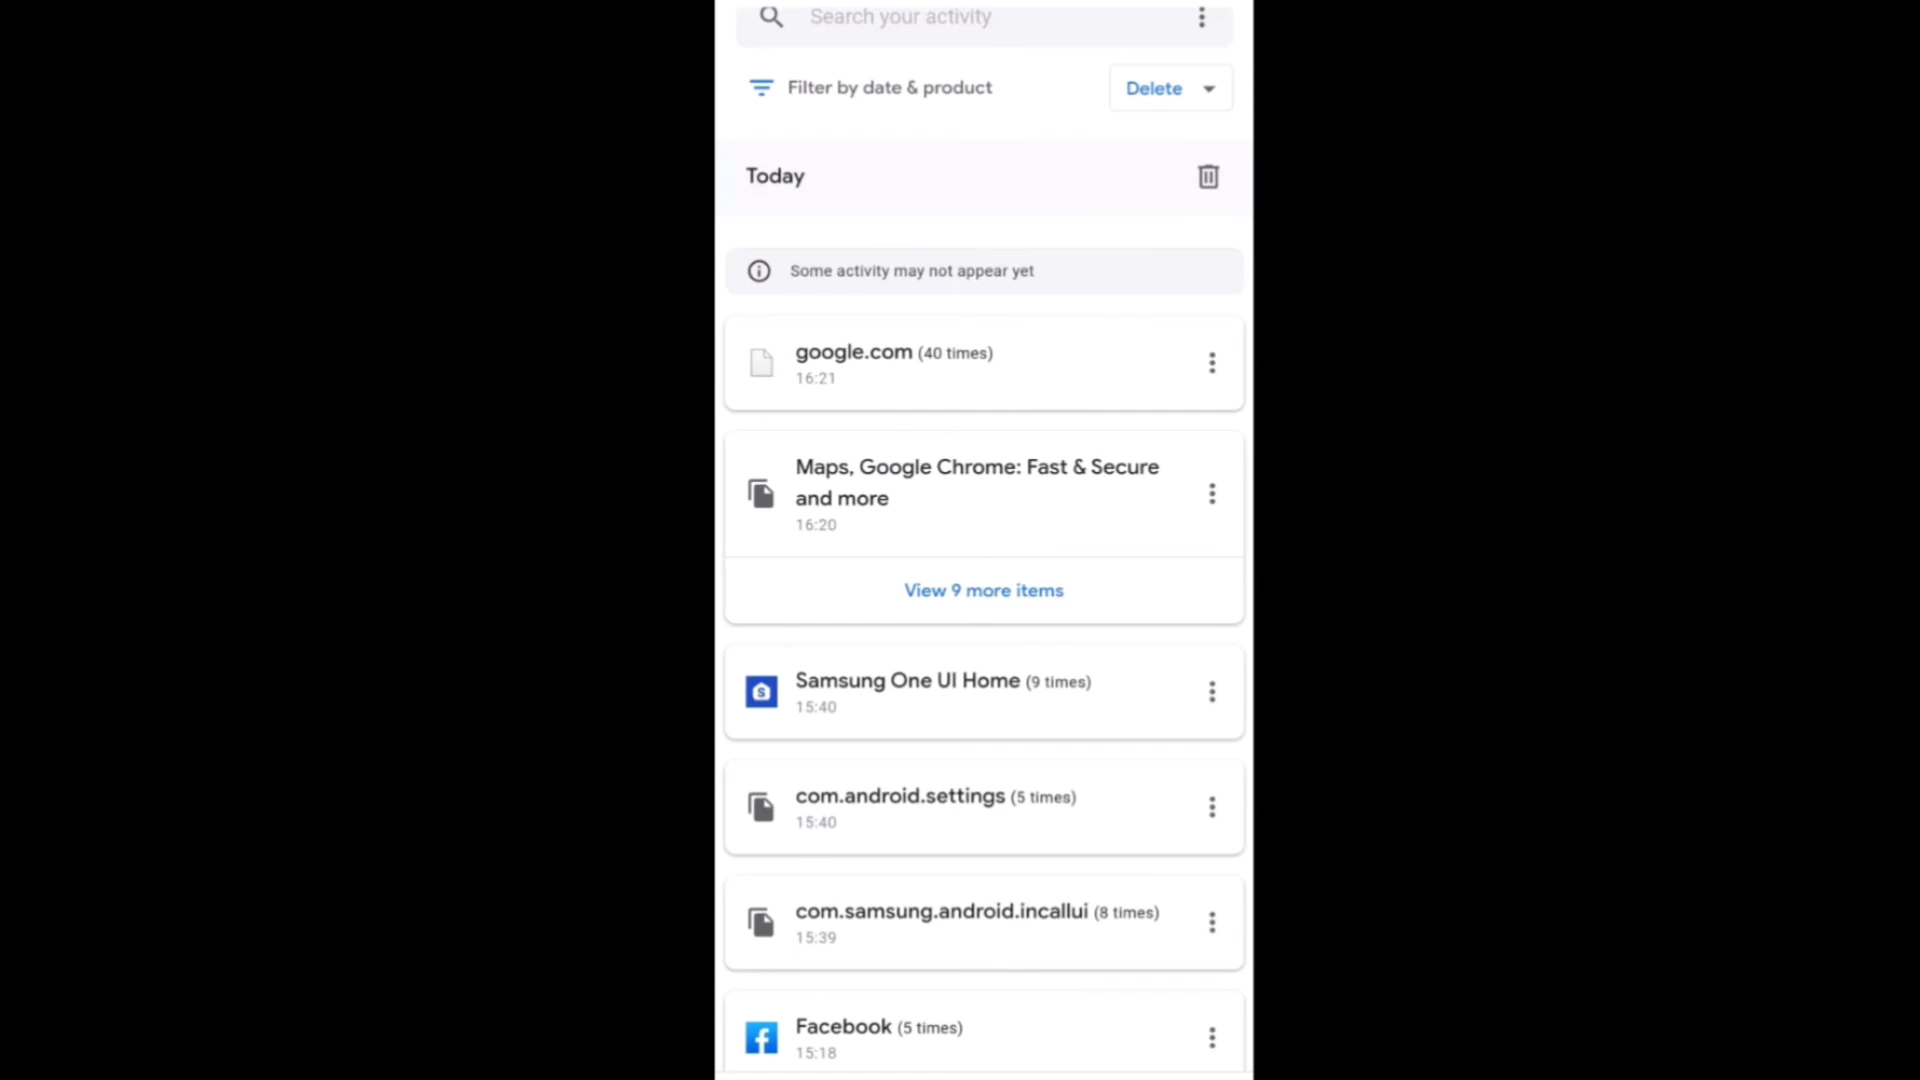 Search your activity
Filter by date & product
Delete
Today
Some activity may not appear yet
google.com (40 times)
16:21
Maps, Google Chrome: Fast & Secure
and more
16:20
View 9 more items
Samsung One UI Home (9 times)
15:40
com.android.settings (5 times)
15:40
com.samsung.android.incallui (8 times)
15:39
Facebook (5 times)
15:18